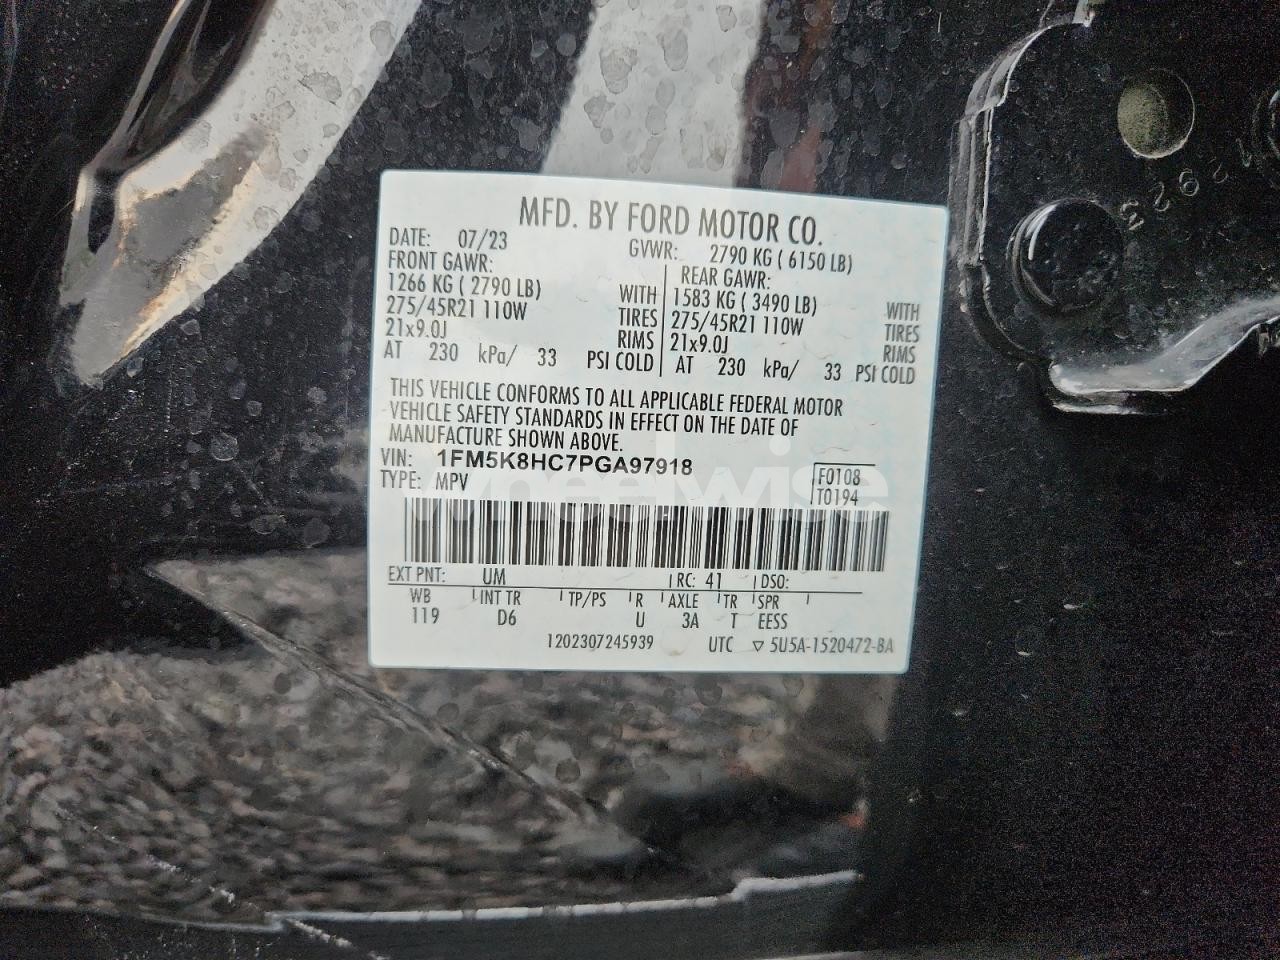 MFD. BY FORD MOTOR CO.
DATE: 07/23 GVWR: 2790 KG ( 6150 LB)
FRONT GAWR: REAR GAWR:
1266 KG ( 2790 LB) WITH 1583 KG ( 3490 LB) WITH
275/45R21 110W TIRES 275/45R21 110W TIRES
21x9.0J RIMS 21x9.0J RIMS
AT 230 kPa/ 33 PSI COLD AT 230 kPa/ 33 PSI COLD
THIS VEHICLE CONFORMS TO ALL APPLICABLE FEDERAL MOTOR
VEHICLE SAFETY STANDARDS IN EFFECT ON THE DATE OF
MANUFACTURE SHOWN ABOVE.
VIN: 1FM5K8HC7PGA97918 F0108
TYPE: MPV T0194
wheelwise
EXT PNT: UM RC: 41 DSO:
WB INT TR TP/PS R AXLE TR SPR
119 D6 U 3A T EESS
1202307245939 UTC ▽ 5U5A-1520472-BA